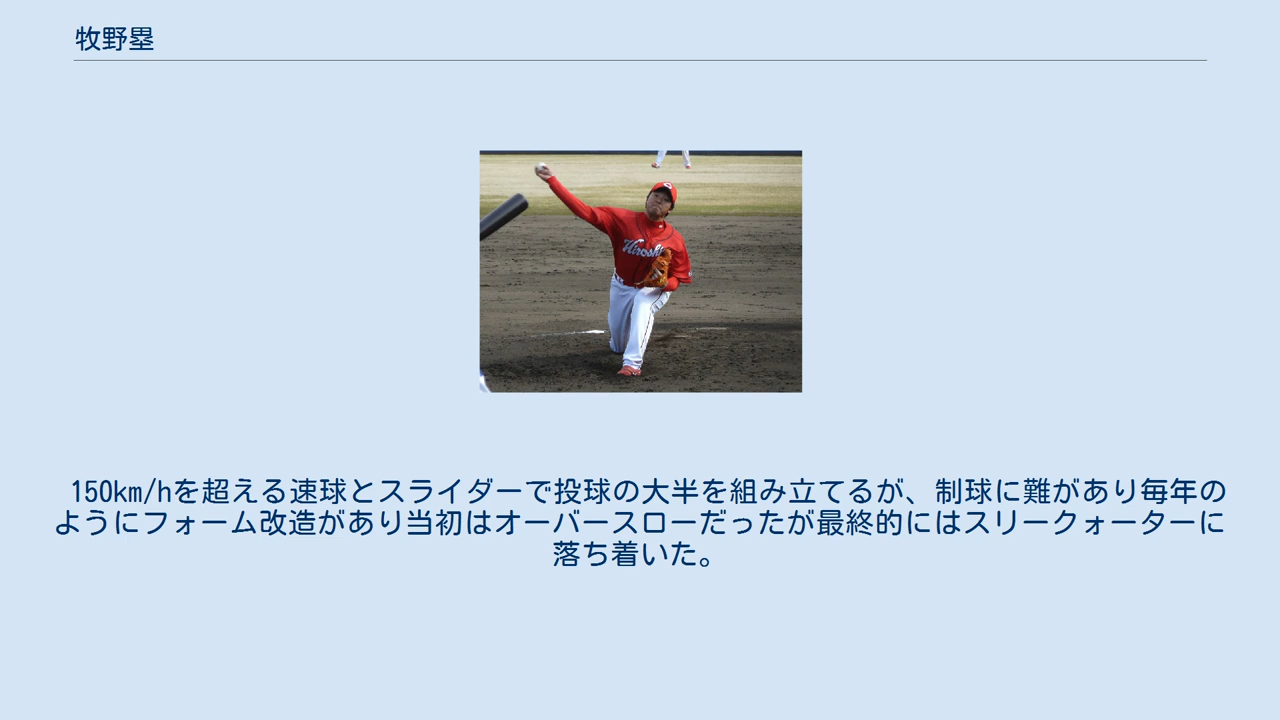 牧野塁
Hiroshi
150km/hを超える速球とスライダーで投球の大半を組み立てるが、制球に難があり毎年の
ようにフォーム改造があり当初はオーバースローだったが最終的にはスリークォーターに
落ち着いた。